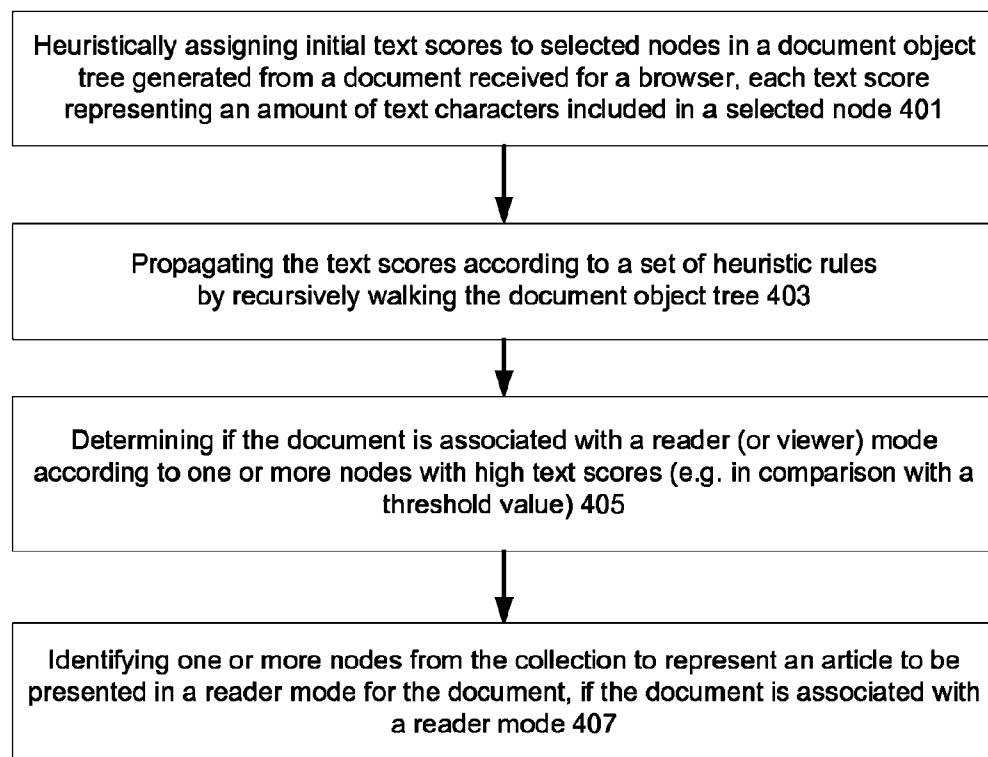 Heuristically assigning initial text scores to selected nodes in a document object
tree generated from a document received for a browser, each text score
representing an amount of text characters included in a selected node 401
Propagating the text scores according to a set of heuristic rules
by recursively walking the document object tree 403
Determining if the document is associated with a reader (or viewer) mode
according to one or more nodes with high text scores (e.g. in comparison with a
threshold value) 405
Identifying one or more nodes from the collection to represent an article to be
presented in a reader mode for the document, if the document is associated with
a reader mode 407